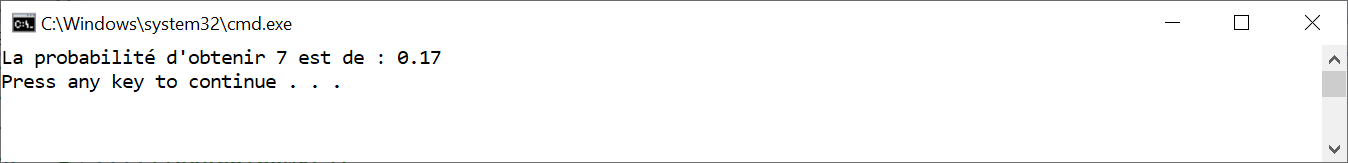 C:\Windows\system32\cmd.exe
La probabilité d'obtenir 7 est de : 0.17
Press any key to continue . . .